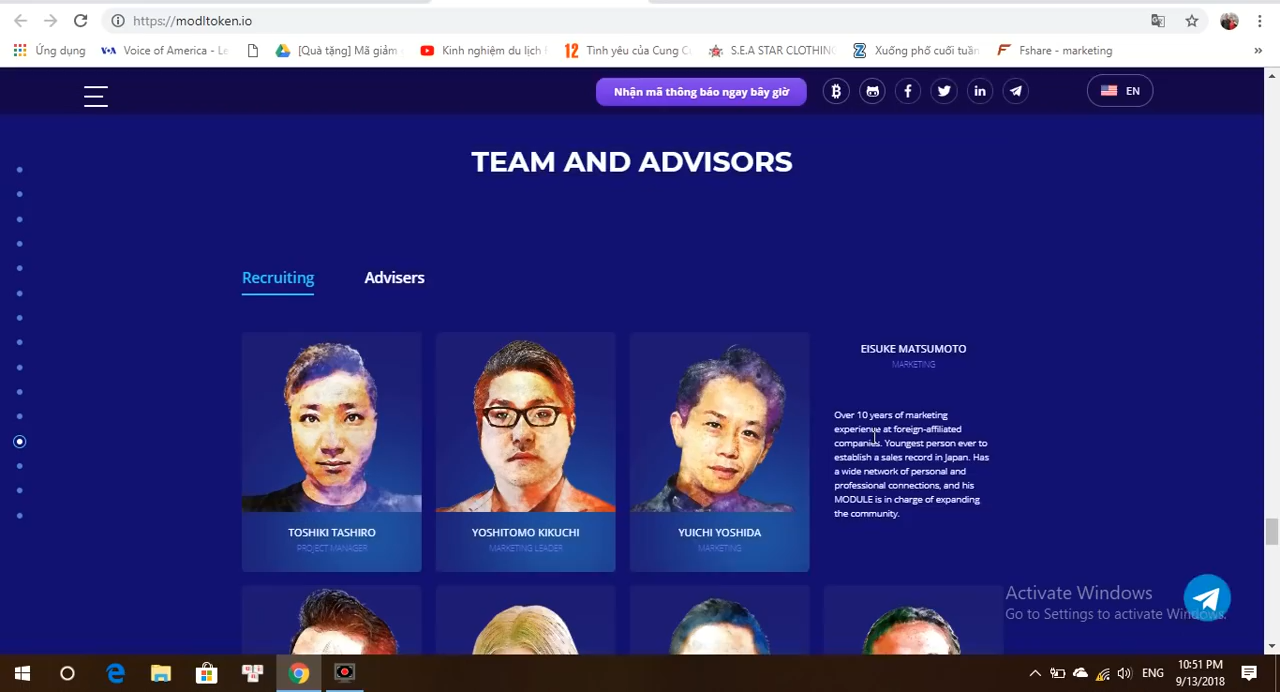 https://modltoken.io
Ứng dụng
Voice of America - Le
[Quà tặng] Mã giảm
Kinh nghiệm du lịch
12
Tình yêu của Cung
S.E.A STAR CLOTHING
Xuống phố cuối tuần
Fshare - marketing
»
Nhận mã thông báo ngay bây giờ
EN
TEAM AND ADVISORS
Recruiting
Advisers
TOSHIKI TASHIRO
PROJECT MANAGER
YOSHITOMO KIKUCHI
MARKETING LEADER
YUICHI YOSHIDA
MARKETING
EISUKE MATSUMOTO
MARKETING
Over 10 years of marketing
experience at foreign-affiliated
companies. Youngest person ever to
establish a sales record in Japan. Has
a wide network of personal and
professional connections, and his
MODULE is in charge of expanding
the community.
Activate Windows
Go to Settings to activate Windows.
ENG
10:51 PM
9/13/2018